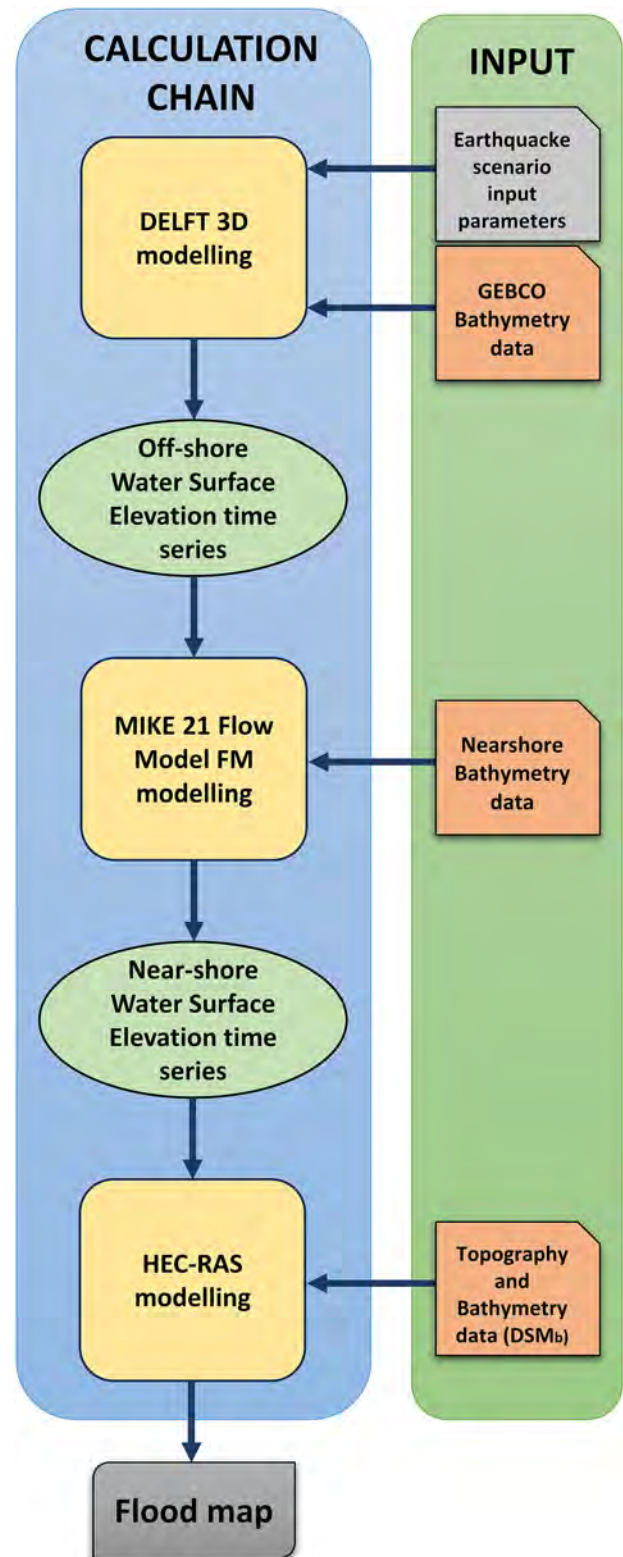 CALCULATION
CHAIN
INPUT
DELFT 3D
modelling
Earthquacke
scenario
input
parameters
GEBCO
Bathymetry
data
Off-shore
Water Surface
Elevation time
series
MIKE 21 Flow
Model FM
modelling
Nearshore
Bathymetry
data
Near-shore
Water Surface
Elevation time
series
HEC-RAS
modelling
Topography
and
Bathymetry
data (DSMb)
Flood map